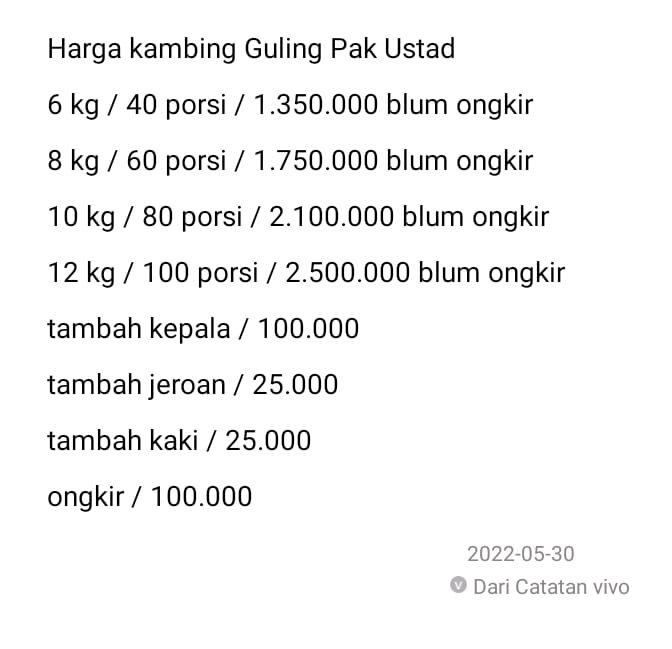 Harga kambing Guling Pak Ustad
6 kg / 40 porsi / 1.350.000 blum ongkir
8 kg / 60 porsi / 1.750.000 blum ongkir
10 kg / 80 porsi / 2.100.000 blum ongkir
12 kg / 100 porsi / 2.500.000 blum ongkir
tambah kepala / 100.000
tambah jeroan / 25.000
tambah kaki / 25.000
ongkir / 100.000
2022-05-30
v Dari Catatan vivo